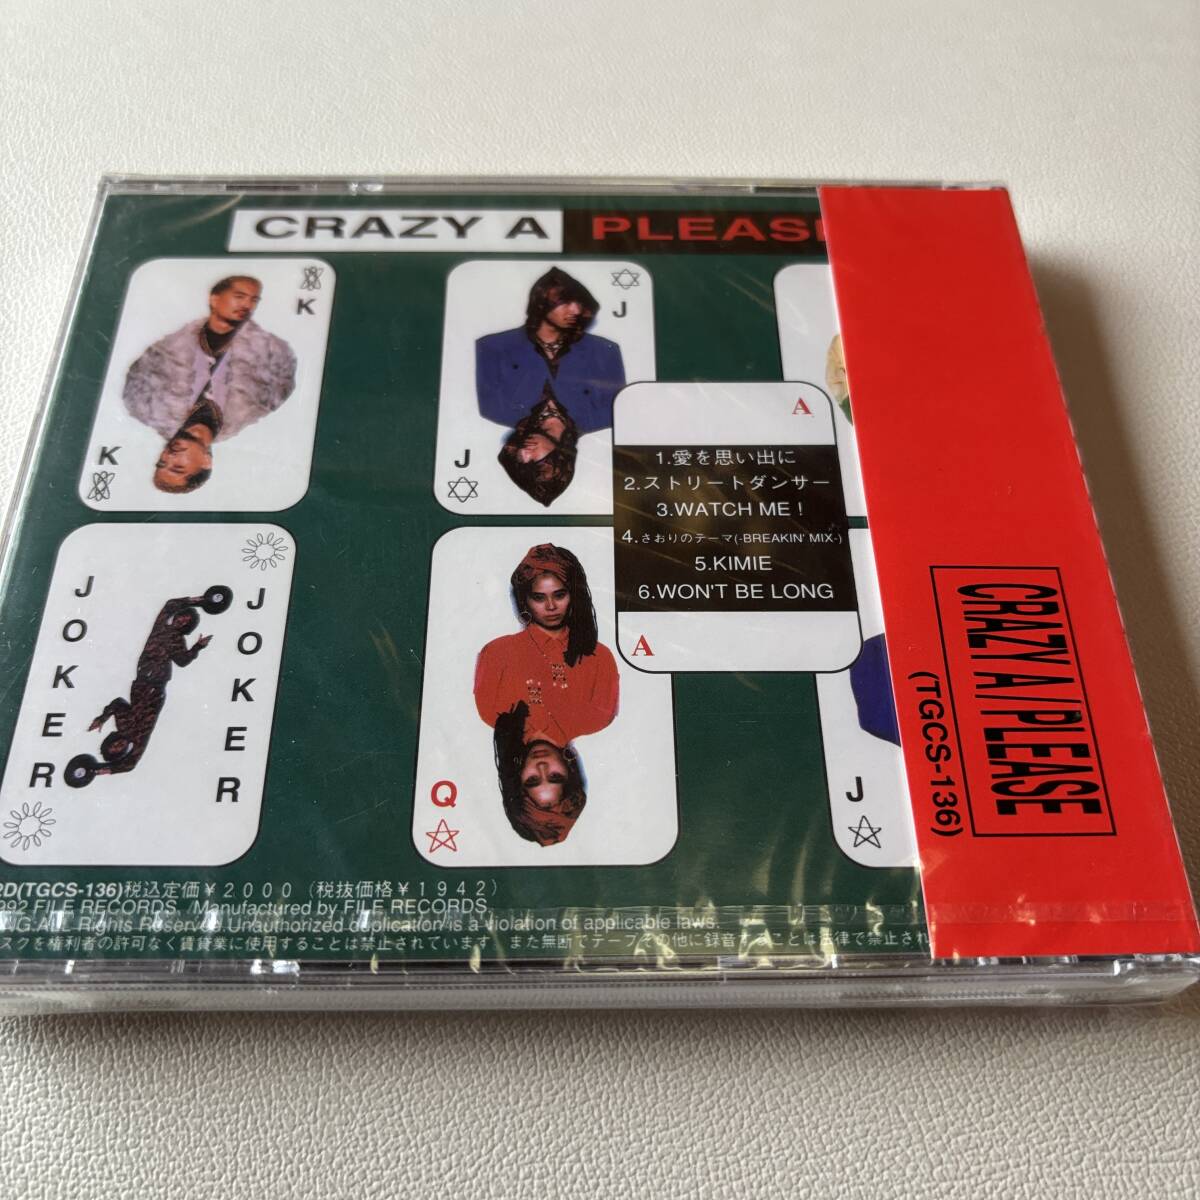 CRAZY A PLEASE
K
K
J
J
A
1.愛を思い出に
2.ストリートダンサー
3.WATCH ME！
4.さおりのテーマ(-BREAKIN' MIX-)
5.KIMIE
6.WON'T BE LONG
A
JOKER
JOKER
Q
J
CRAZY A / PLEASE
(TGCS-136)
2D(TGCS-136)税込定価￥2000（税抜価格￥1942）
992 FILE RECORDS. Manufactured by FILE RECORDS.
NG.ALL Rights Reserved.Unauthorized duplication is a violation of applicable laws.
スクを権利者の許可なく賃貸業に使用することは禁止されています。また無断でテープその他に録音することは法律で禁止され